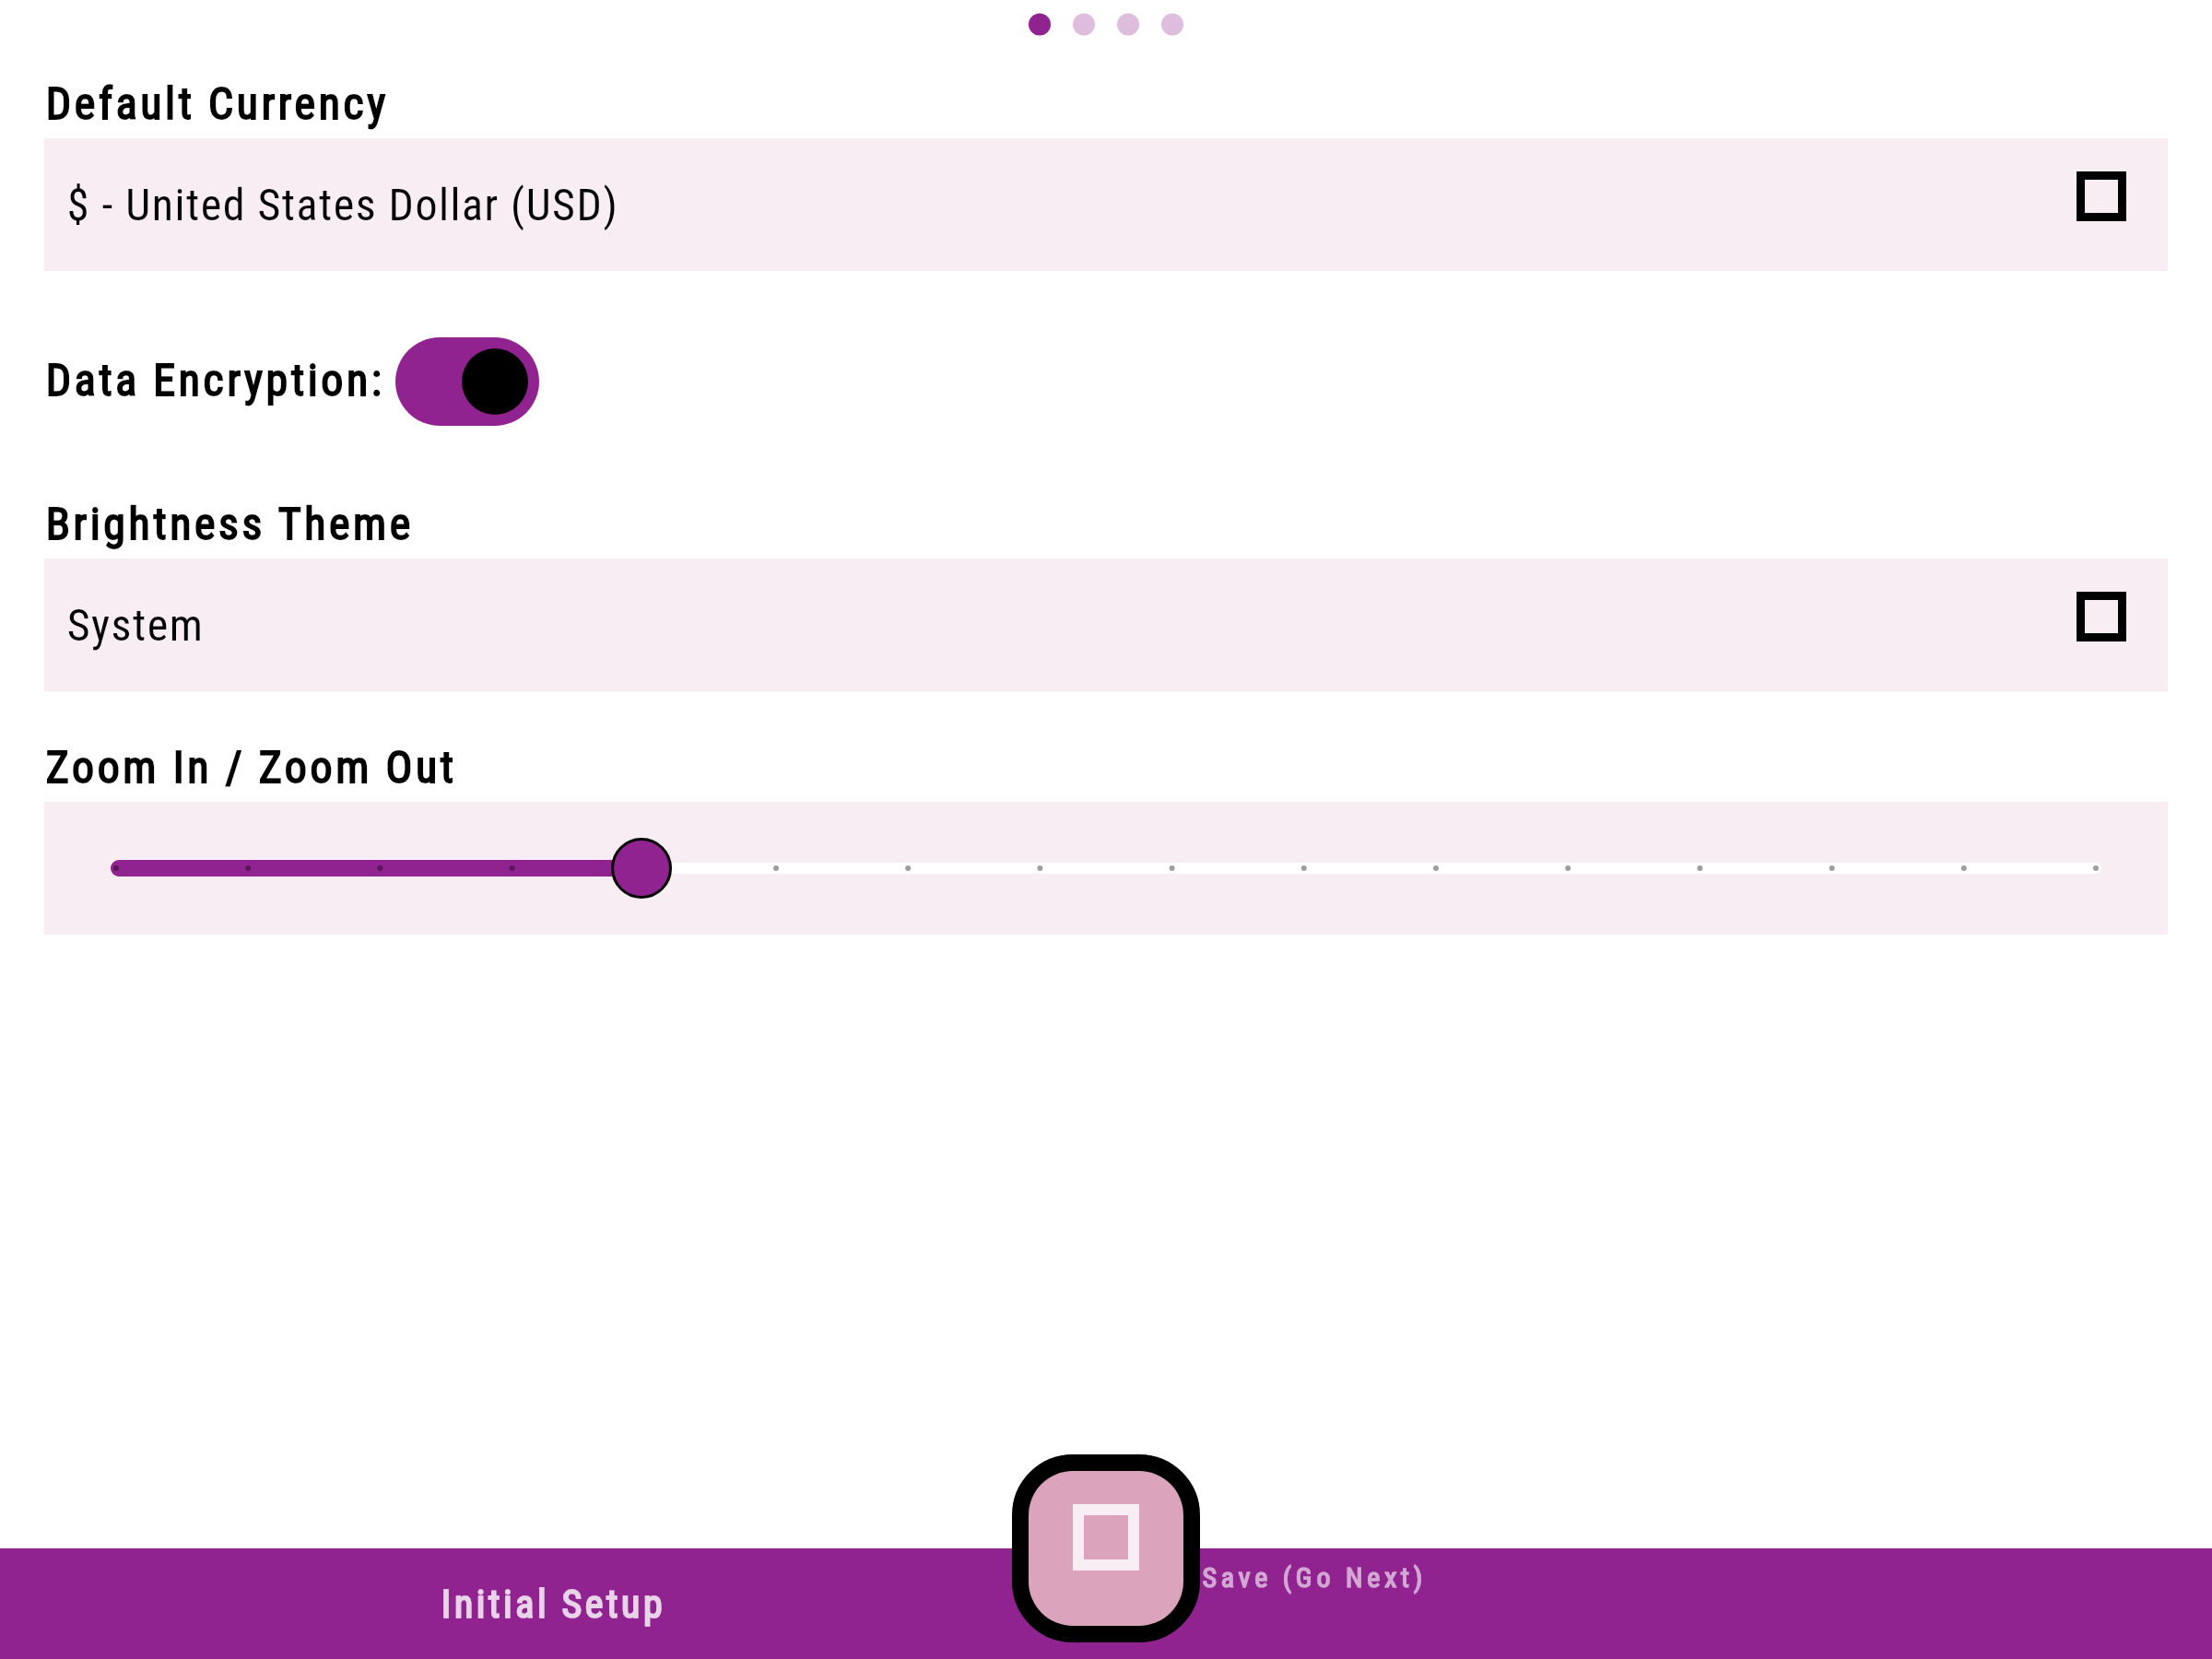 Default Currency
$ - United States Dollar (USD)
Data Encryption:
Brightness Theme
System
Zoom In / Zoom Out
Initial Setup
Save (Go Next)